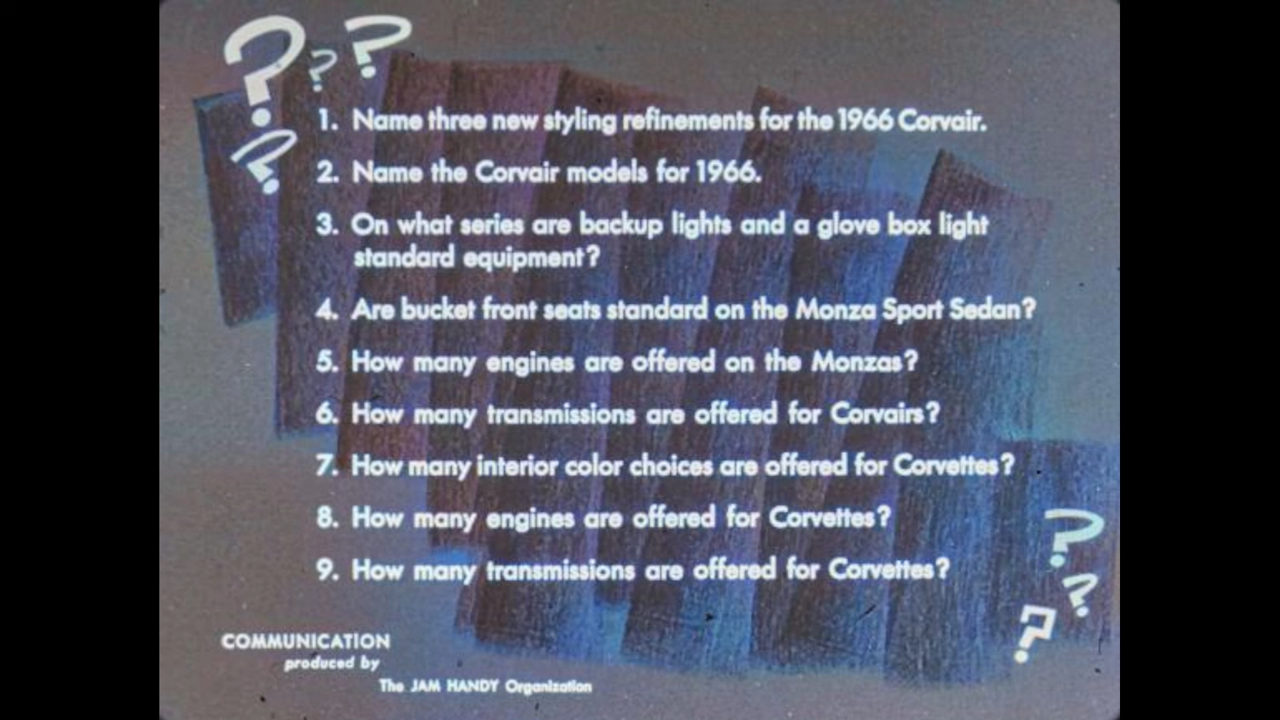 ? ? ?
?
1. Name three new styling refinements for the 1966 Corvair.
2. Name the Corvair models for 1966.
3. On what series are backup lights and a glove box light
standard equipment?
4. Are bucket front seats standard on the Monza Sport Sedan?
5. How many engines are offered on the Monzas?
6. How many transmissions are offered for Corvairs?
7. How many interior color choices are offered for Corvettes?
8. How many engines are offered for Corvettes?
9. How many transmissions are offered for Corvettes?
?
?
?
COMMUNICATION
produced by
The JAM HANDY Organization